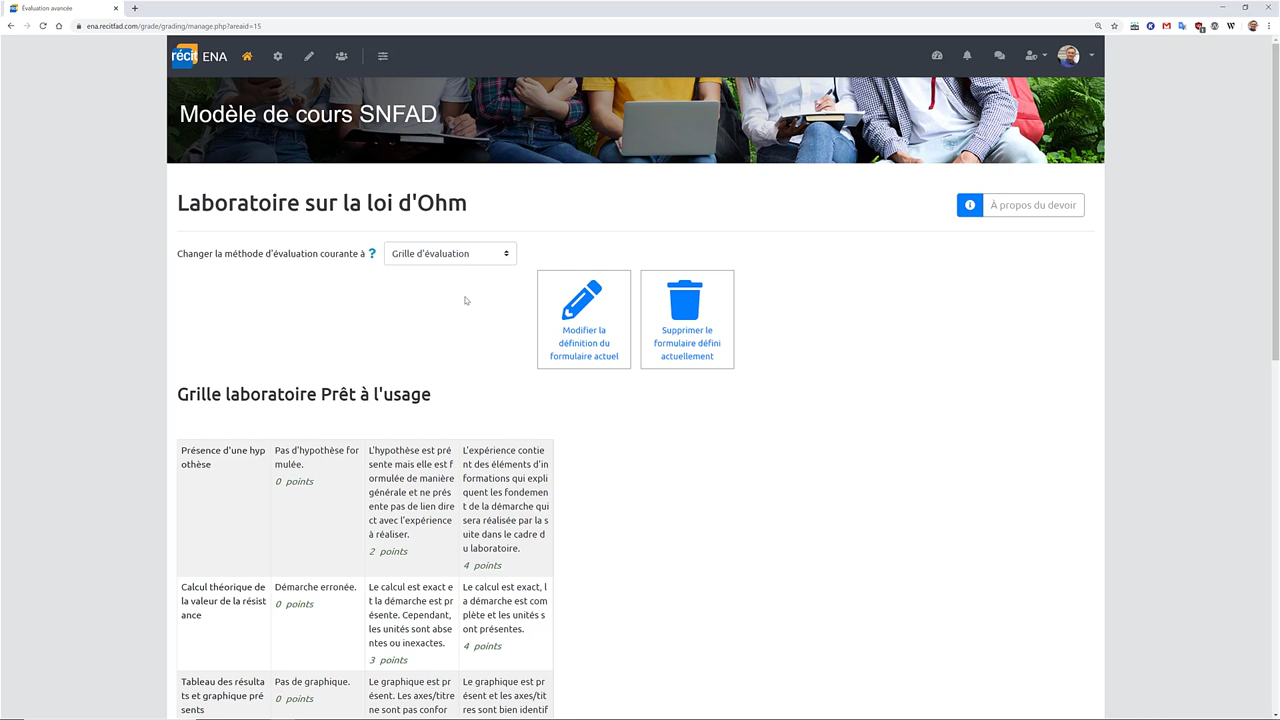 Évaluation avancée
ena.recitfad.com/grade/grading/manage.php?areaid=15
récit ENA
Modèle de cours SNFAD
Laboratoire sur la loi d'Ohm
À propos du devoir
Changer la méthode d'évaluation courante à ? Grille d'évaluation
Modifier la
définition du
formulaire actuel
Supprimer le
formulaire défini
actuellement
Grille laboratoire Prêt à l'usage
Présence d'une hyp
othèse
Pas d'hypothèse for
mulée.
0 points
L'hypothèse est pré
sente mais elle est f
ormulée de manière
générale et ne prés
ente pas de lien dire
ct avec l'expérience
à réaliser.
2 points
L'expérience contie
nt des éléments d'in
formations qui expli
quent les fondemen
t de la démarche qui
sera réalisée par la s
uite dans le cadre d
u laboratoire.
4 points
Calcul théorique de
la valeur de la résist
ance
Démarche erronée.
0 points
Le calcul est exact e
t la démarche est pr
ésente. Cependant,
les unités sont abse
ntes ou inexactes.
3 points
Le calcul est exact, l
a démarche est com
plète et les unités s
ont présentes.
4 points
Tableau des résulta
ts et graphique pré
sents
Pas de graphique.
0 points
Le graphique est pr
ésent. Les axes/titre
ne sont pas confor
Le graphique est pr
ésent et les axes/tit
res sont bien identif